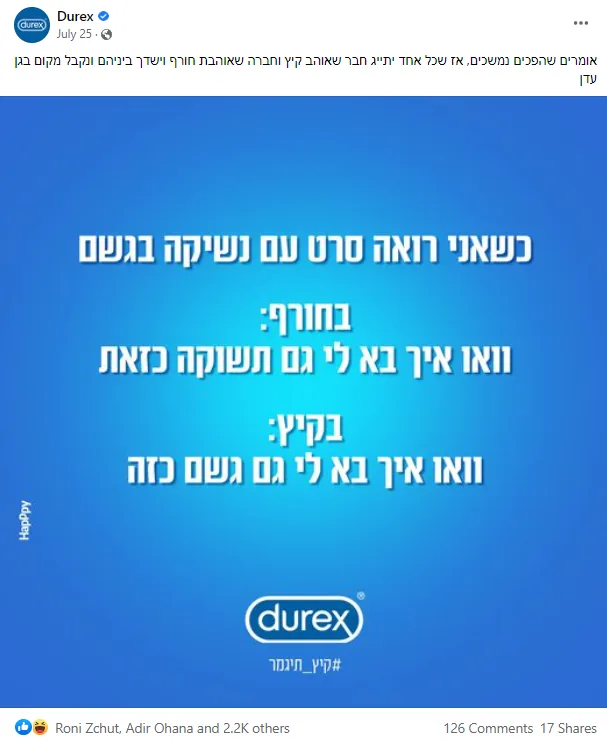 Durex
July 25
אומרים שהפכים נמשכים, אז שכל אחד יתייג חבר שאוהב קיץ וחברה שאוהבת חורף וישדך ביניהם ונקבל מקום בגן
עדן
כשאני רואה סרט עם נשיקה בגשם
בחורף:
וואו איך בא לי גם תשוקה כזאת
בקיץ:
וואו איך בא לי גם גשם כזה
HapPpy
durex®
#קיץ_תיגמר
Roni Zchut, Adir Ohana and 2.2K others
126 Comments 17 Shares